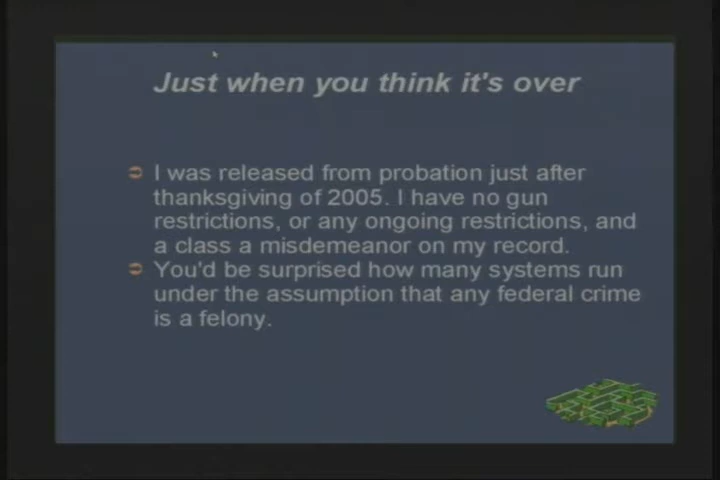 Just when you think it's over
I was released from probation just after
thanksgiving of 2005. I have no gun
restrictions, or any ongoing restrictions, and
a class a misdemeanor on my record.
You'd be surprised how many systems run
under the assumption that any federal crime
is a felony.